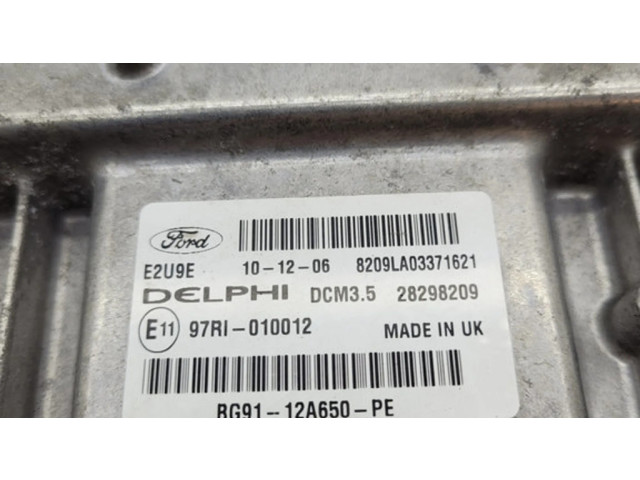 Ford
E2U9E 10-12-06 8209LA03371621
DELPHI DCM3.5 28298209
E11 97RI-010012 MADE IN UK
BG91-12A650-PE